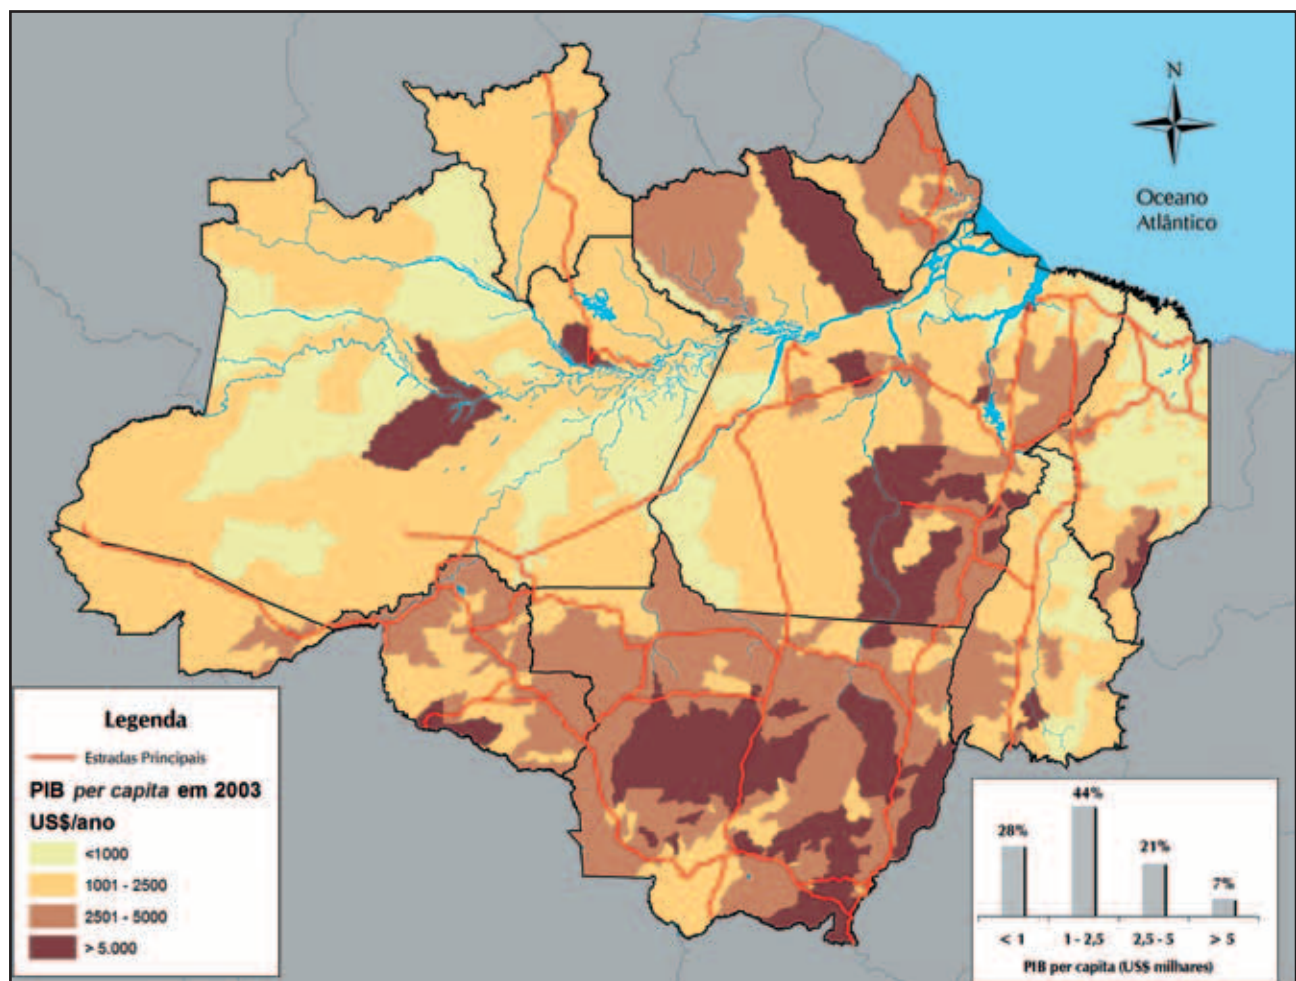 N
Oceano
Atlântico
Legenda
Estradas Principais
PIB per capita em 2003
US$/ano
<1000
1001 - 2500
2501 - 5000
> 5.000
28%
44%
21%
7%
< 1
1 - 2,5
2,5 - 5
> 5
PIB per capita (US$ milhares)